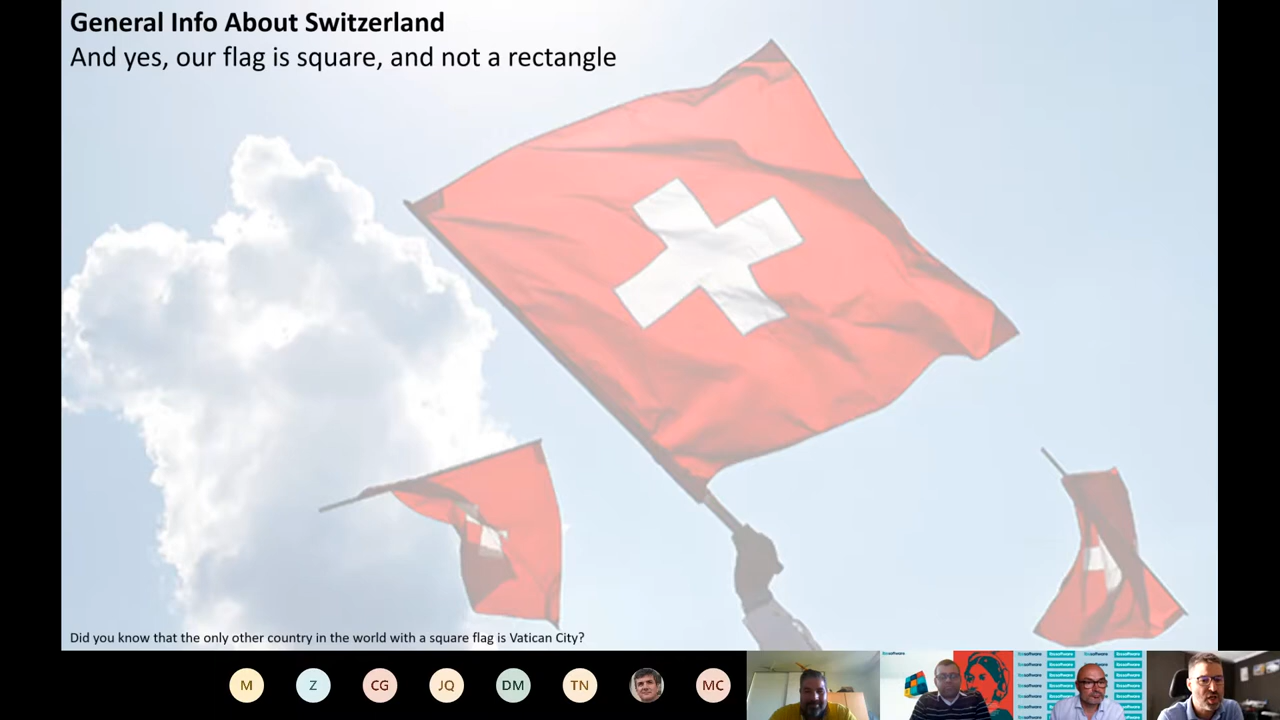 General Info About Switzerland
And yes, our flag is square, and not a rectangle
Did you know that the only other country in the world with a square flag is Vatican City?
M Z CG JQ DM TN MC